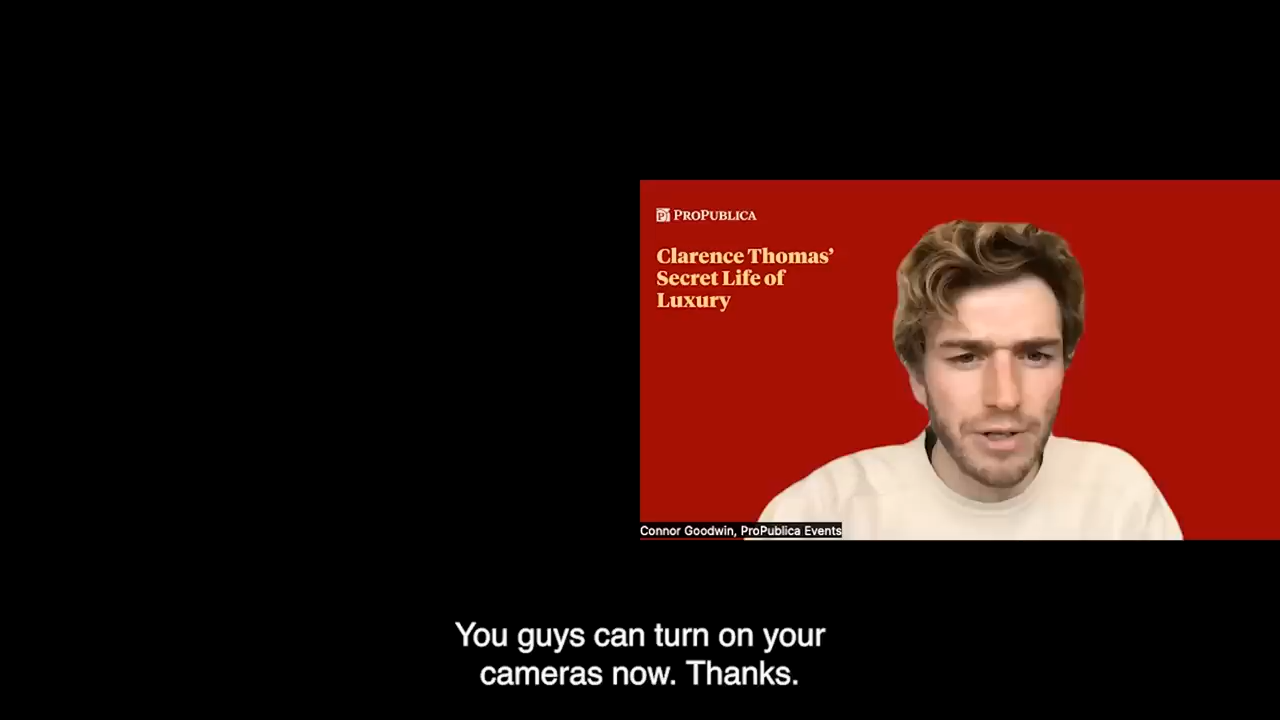 PROPUBLICA
Clarence Thomas’
Secret Life of
Luxury
Connor Goodwin, ProPublica Events
You guys can turn on your
cameras now. Thanks.